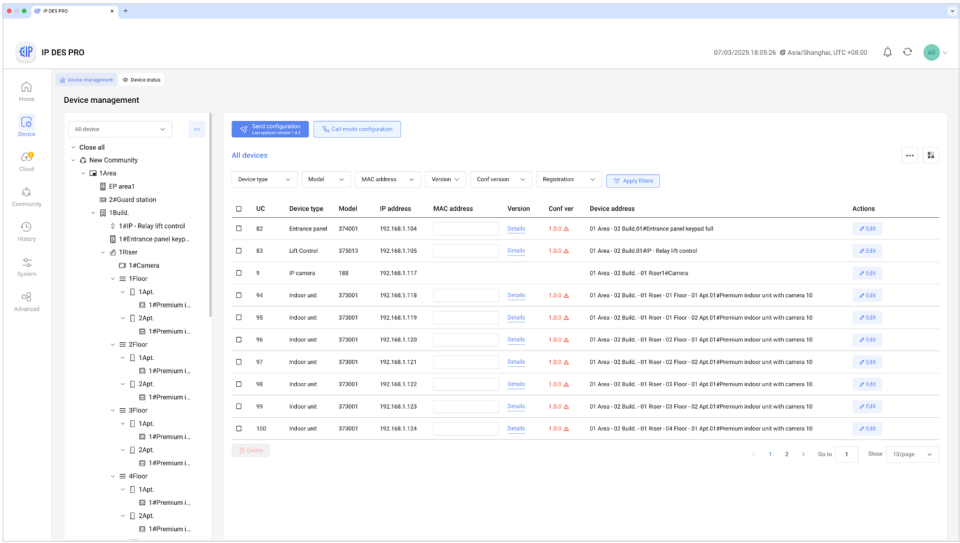 IP DES PRO
IP DES PRO
07/03/2025 18:05:26 Asia/Shanghai, UTC +08:00
AD
Home
Device
Cloud
Community
History
System
Advanced
Device management
Device status
Device management
All device
Close all
New Community
1Area
EP area1
2#Guard station
1Build.
1#IP - Relay lift control
1#Entrance panel keyp...
1Riser
1#Camera
1Floor
1Apt.
1#Premium i...
2Apt.
1#Premium i...
2Floor
1Apt.
1#Premium i...
2Apt.
1#Premium i...
3Floor
1Apt.
1#Premium i...
2Apt.
1#Premium i...
4Floor
1Apt.
1#Premium i...
2Apt.
1#Premium i...
Send configuration
Last updated version 1.4.3
Call mode configuration
All devices
Device type Model MAC address Version Conf version Registration Apply filters
UC Device type Model IP address MAC address Version Conf ver Device address Actions
82 Entrance panel 374001 192.168.1.104 Details 1.0.0 01 Area - 02 Build.01#Entrance panel keypad full Edit
83 Lift Control 375013 192.168.1.105 Details 1.0.0 01 Area - 02 Build.01#IP - Relay lift control Edit
9 IP camera 188 192.168.1.117 01 Area - 02 Build. - 01 Riser1#Camera Edit
94 Indoor unit 373001 192.168.1.118 Details 1.0.0 01 Area - 02 Build. - 01 Riser - 01 Floor - 01 Apt.01#Premium indoor unit with camera 10 Edit
95 Indoor unit 373001 192.168.1.119 Details 1.0.0 01 Area - 02 Build. - 01 Riser - 01 Floor - 02 Apt.01#Premium indoor unit with camera 10 Edit
96 Indoor unit 373001 192.168.1.120 Details 1.0.0 01 Area - 02 Build. - 01 Riser - 02 Floor - 01 Apt.01#Premium indoor unit with camera 10 Edit
97 Indoor unit 373001 192.168.1.121 Details 1.0.0 01 Area - 02 Build. - 01 Riser - 02 Floor - 02 Apt.01#Premium indoor unit with camera 10 Edit
98 Indoor unit 373001 192.168.1.122 Details 1.0.0 01 Area - 02 Build. - 01 Riser - 03 Floor - 01 Apt.01#Premium indoor unit with camera 10 Edit
99 Indoor unit 373001 192.168.1.123 Details 1.0.0 01 Area - 02 Build. - 01 Riser - 03 Floor - 02 Apt.01#Premium indoor unit with camera 10 Edit
100 Indoor unit 373001 192.168.1.124 Details 1.0.0 01 Area - 02 Build. - 01 Riser - 04 Floor - 01 Apt.01#Premium indoor unit with camera 10 Edit
Delete
1 2 Go to 1 Show 10/page